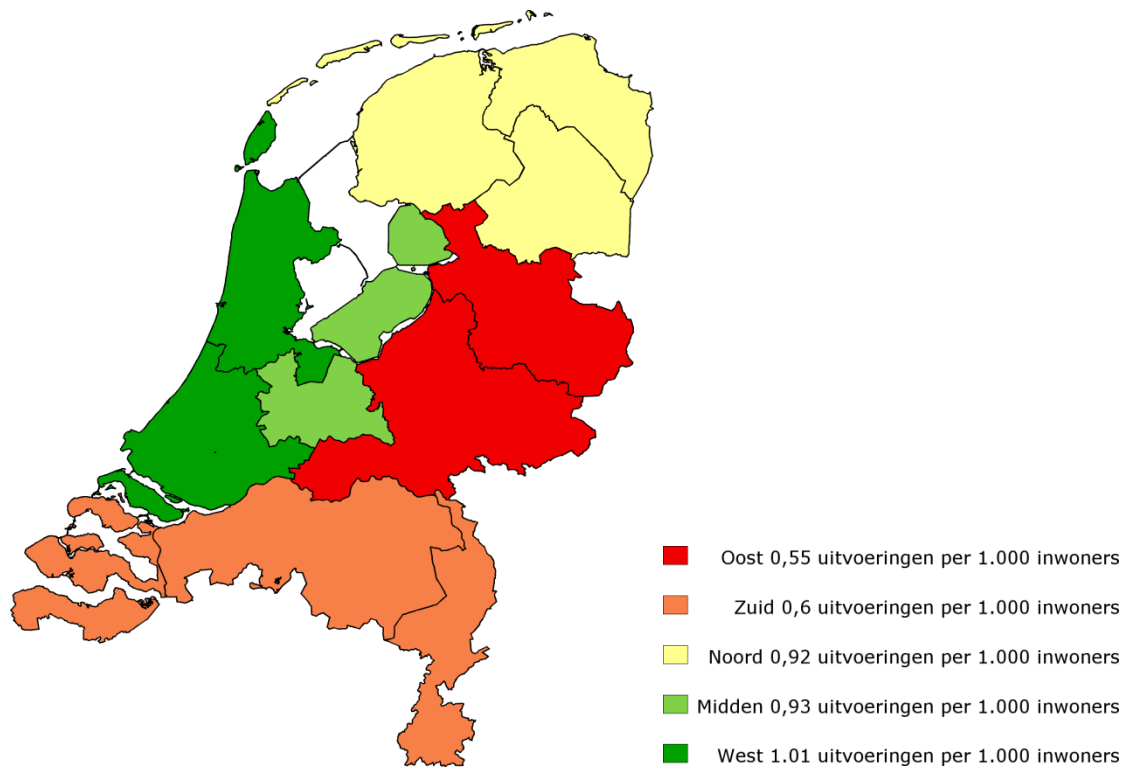 Oost 0,55 uitvoeringen per 1.000 inwoners
Zuid 0,6 uitvoeringen per 1.000 inwoners
Noord 0,92 uitvoeringen per 1.000 inwoners
Midden 0,93 uitvoeringen per 1.000 inwoners
West 1.01 uitvoeringen per 1.000 inwoners